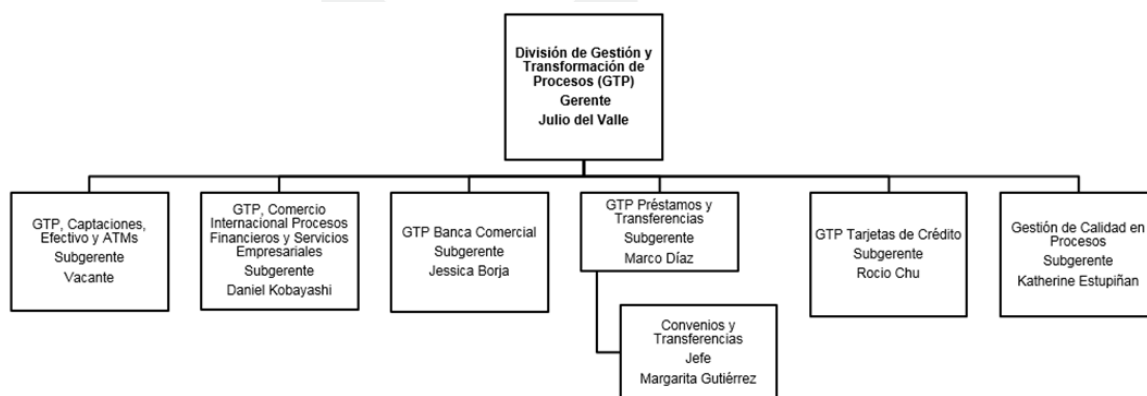 División de Gestión y
Transformación de
Procesos (GTP)
Gerente
Julio del Valle
GTP, Captaciones,
Efectivo y ATMs
Subgerente
Vacante
GTP, Comercio
Internacional Procesos
Financieros y Servicios
Empresariales
Subgerente
Daniel Kobayashi
GTP Banca Comercial
Subgerente
Jessica Borja
GTP Préstamos y
Transferencias
Subgerente
Marco Díaz
Convenios y
Transferencias
Jefe
Margarita Gutiérrez
GTP Tarjetas de Crédito
Subgerente
Rocio Chu
Gestión de Calidad en
Procesos
Subgerente
Katherine Estupiñan